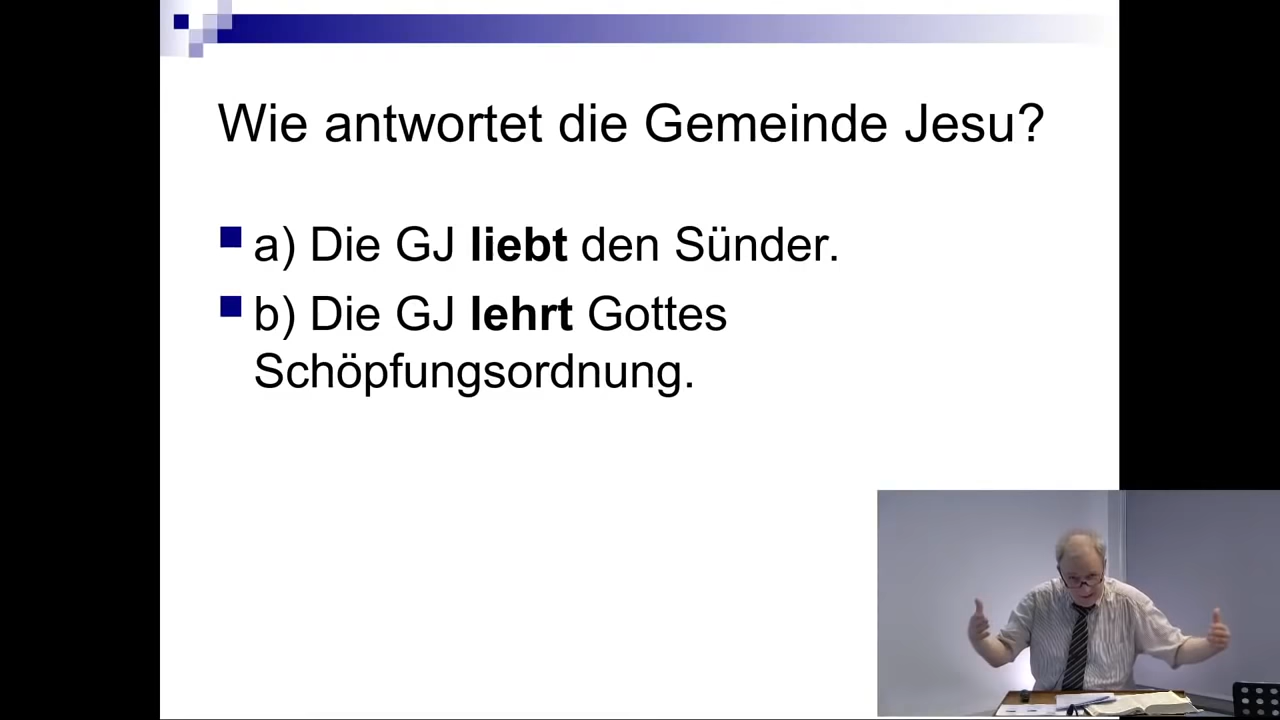 Wie antwortet die Gemeinde Jesu?
a) Die GJ liebt den Sünder.
b) Die GJ lehrt Gottes
Schöpfungsordnung.